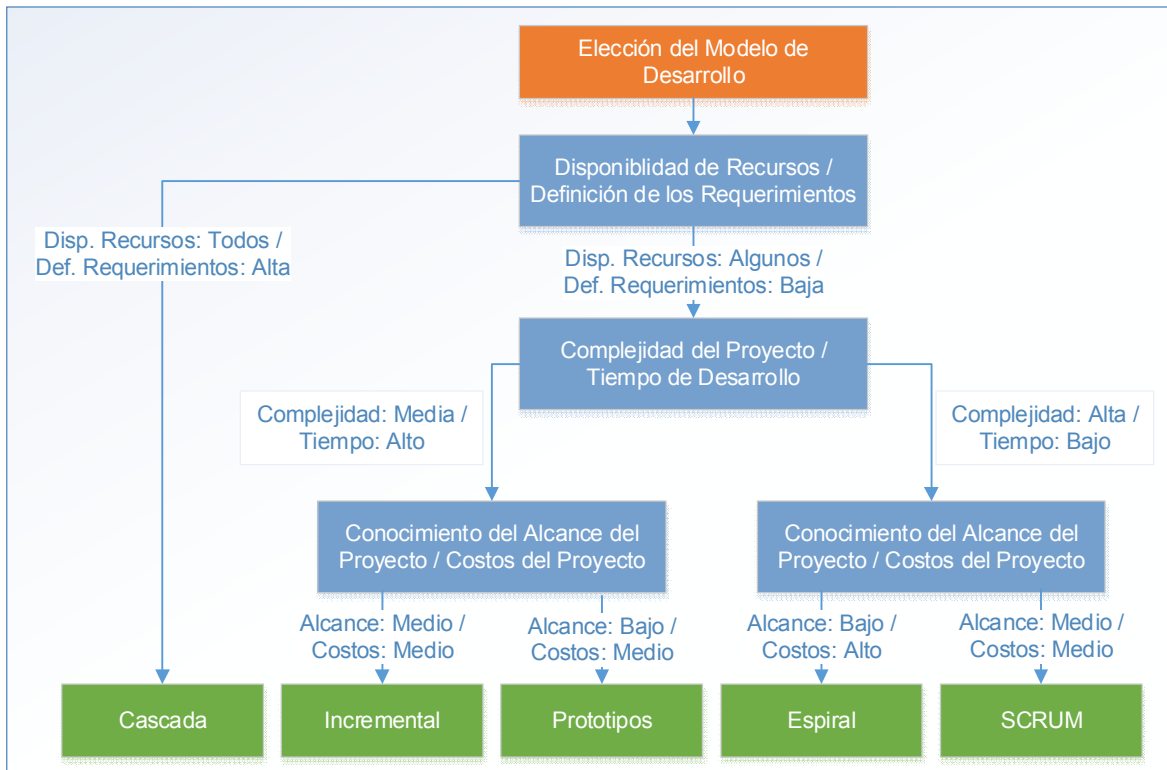 Elección del Modelo de
Desarrollo
Disponiblidad de Recursos /
Definición de los Requerimientos
Disp. Recursos: Todos /
Def. Requerimientos: Alta
Disp. Recursos: Algunos /
Def. Requerimientos: Baja
Complejidad del Proyecto /
Tiempo de Desarrollo
Complejidad: Media /
Tiempo: Alto
Complejidad: Alta /
Tiempo: Bajo
Conocimiento del Alcance del
Proyecto / Costos del Proyecto
Conocimiento del Alcance del
Proyecto / Costos del Proyecto
Alcance: Medio /
Costos: Medio
Alcance: Bajo /
Costos: Medio
Alcance: Bajo /
Costos: Alto
Alcance: Medio /
Costos: Medio
Cascada
Incremental
Prototipos
Espiral
SCRUM